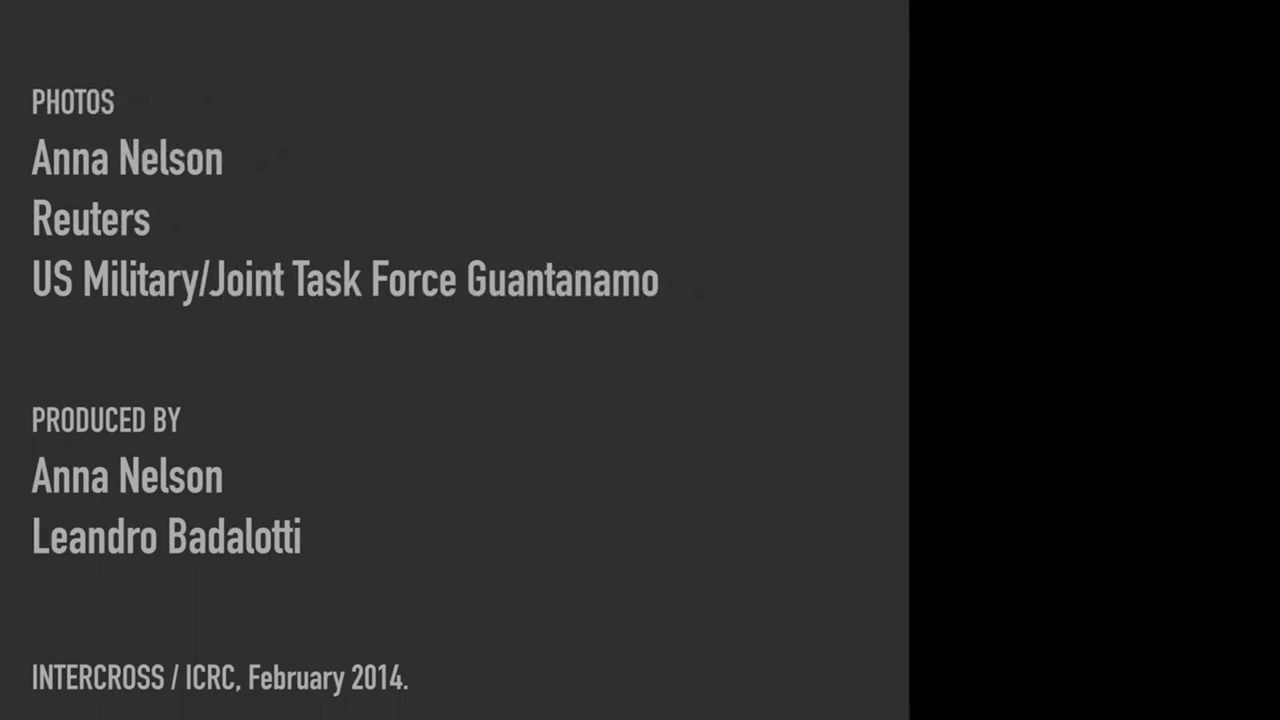 PHOTOS
Anna Nelson
Reuters
US Military/Joint Task Force Guantanamo
PRODUCED BY
Anna Nelson
Leandro Badalotti
INTERCROSS / ICRC, February 2014.